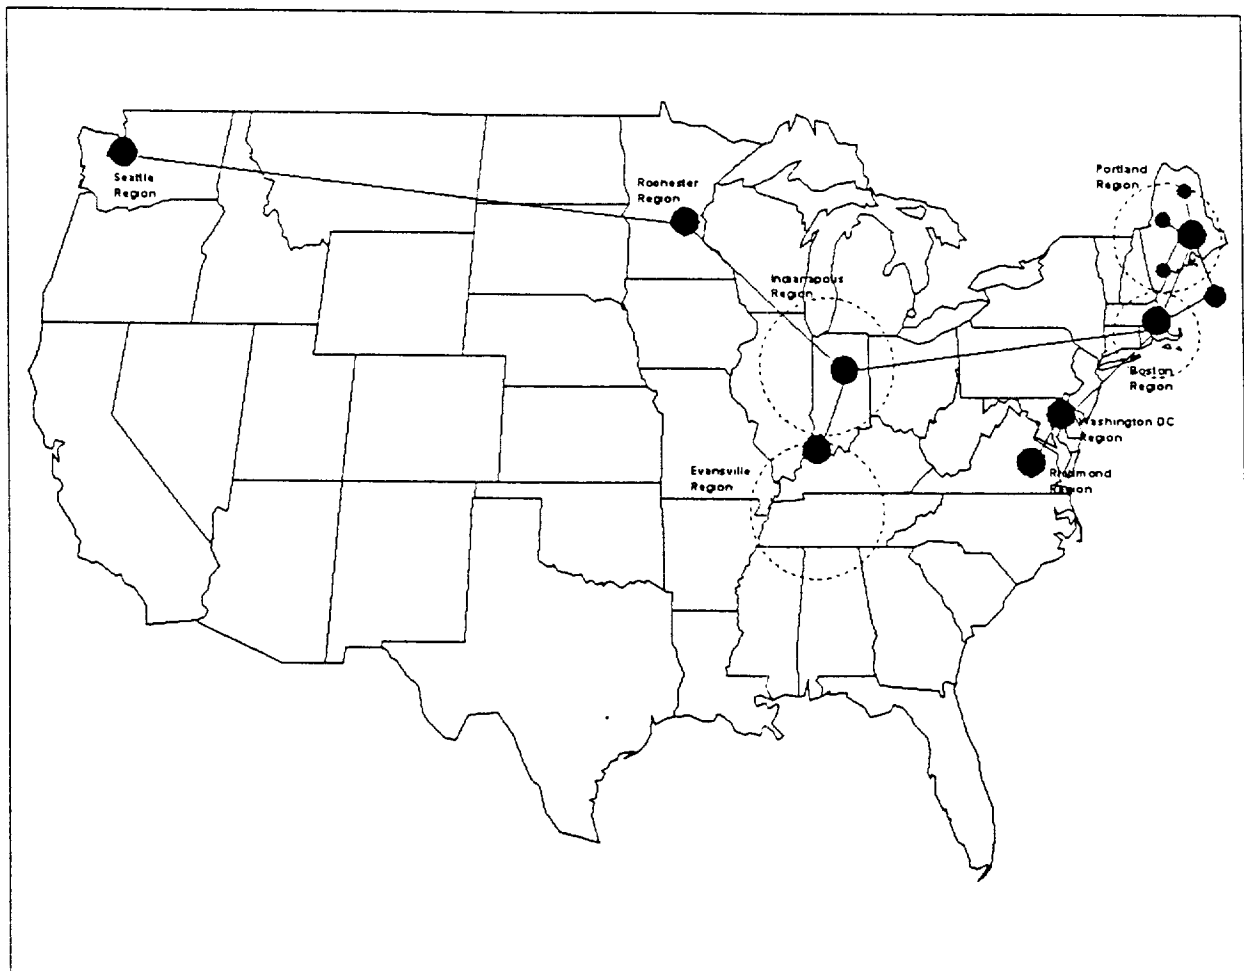 Seattle
Region
Rochester
Region
Portland
Region
Indianapolis
Region
Boston
Region
Washington DC
Region
Evansville
Region
Richmond
Region